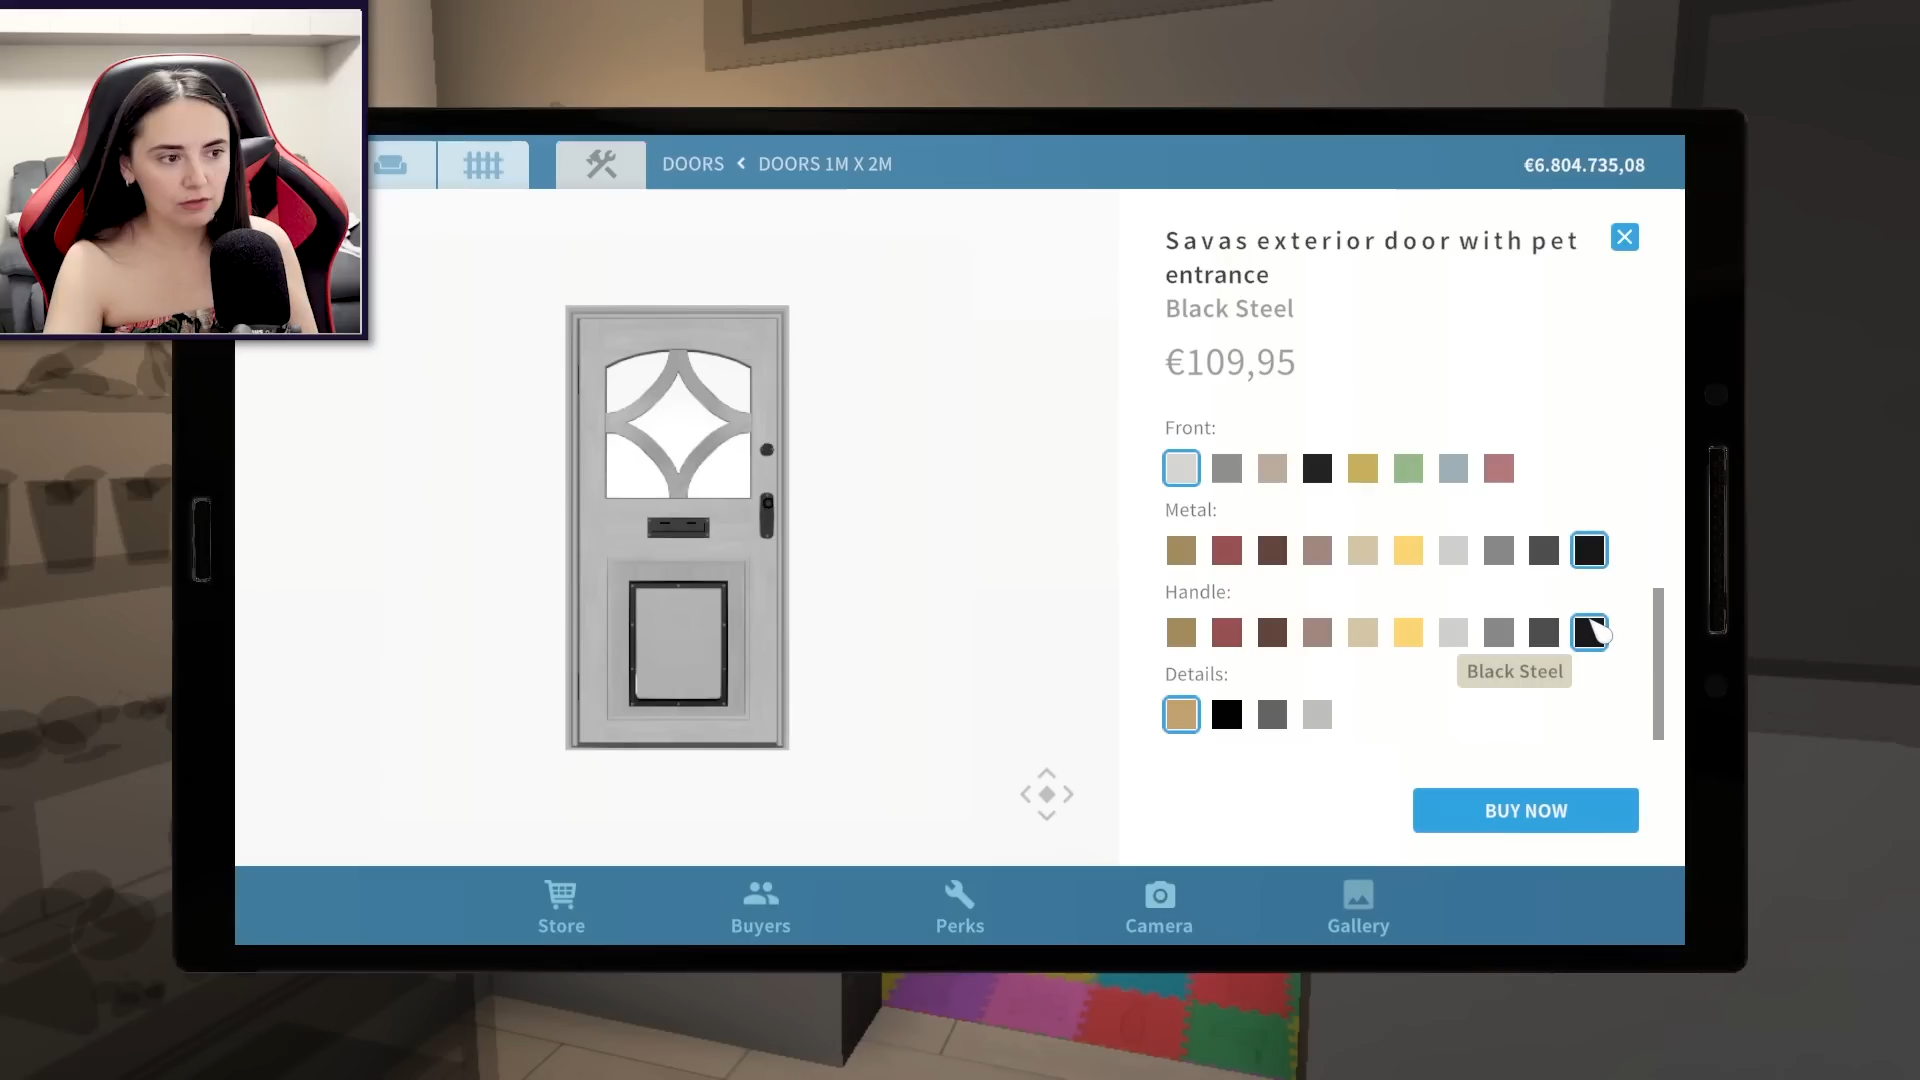 DOORS < DOORS 1M X 2M
€6.804.735,08
Savas exterior door with pet
entrance
Black Steel
€109,95
Front:
Metal:
Handle:
Black Steel
Details:
BUY NOW
Store
Buyers
Perks
Camera
Gallery